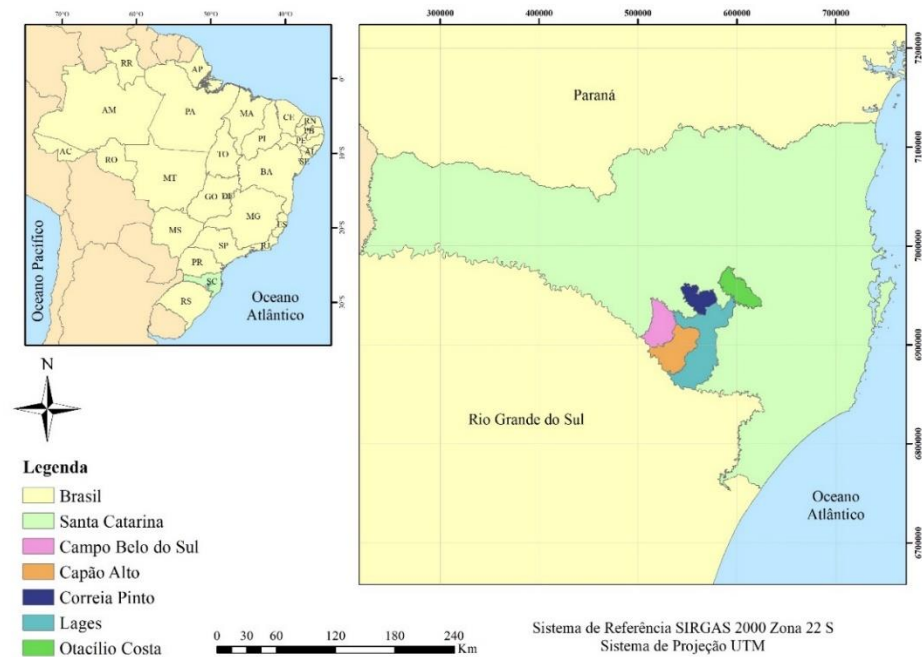 70°O 60°O 50°O 40°O
0°
10°S
20°S
30°S
RR
AP
AM
PA
MA
CE
RN
PB
PE
AL
SE
PI
AC
RO
TO
BA
MT
GO
DF
MG
ES
MS
SP
RJ
PR
SC
RS
Oceano Pacífico
Oceano
Atlântico
N
Legenda
Brasil
Santa Catarina
Campo Belo do Sul
Capão Alto
Correia Pinto
Lages
Otacílio Costa
300000 400000 500000 600000 700000
7200000
7100000
7000000
6900000
6800000
6700000
Paraná
Rio Grande do Sul
Oceano
Atlântico
0 30 60 120 180 240
Km
Sistema de Referência SIRGAS 2000 Zona 22 S
Sistema de Projeção UTM